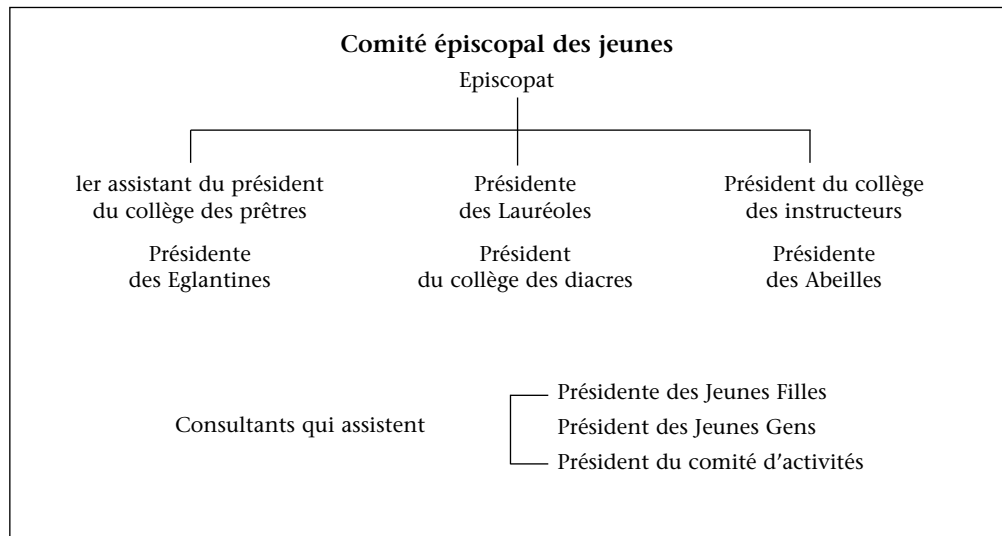 Comité épiscopal des jeunes
Episcopat
ler assistant du président
du collège des prêtres
Présidente
des Lauréoles
Président du collège
des instructeurs
Présidente
des Eglantines
Président
du collège des diacres
Présidente
des Abeilles
Consultants qui assistent
Présidente des Jeunes Filles
Président des Jeunes Gens
Président du comité d’activités